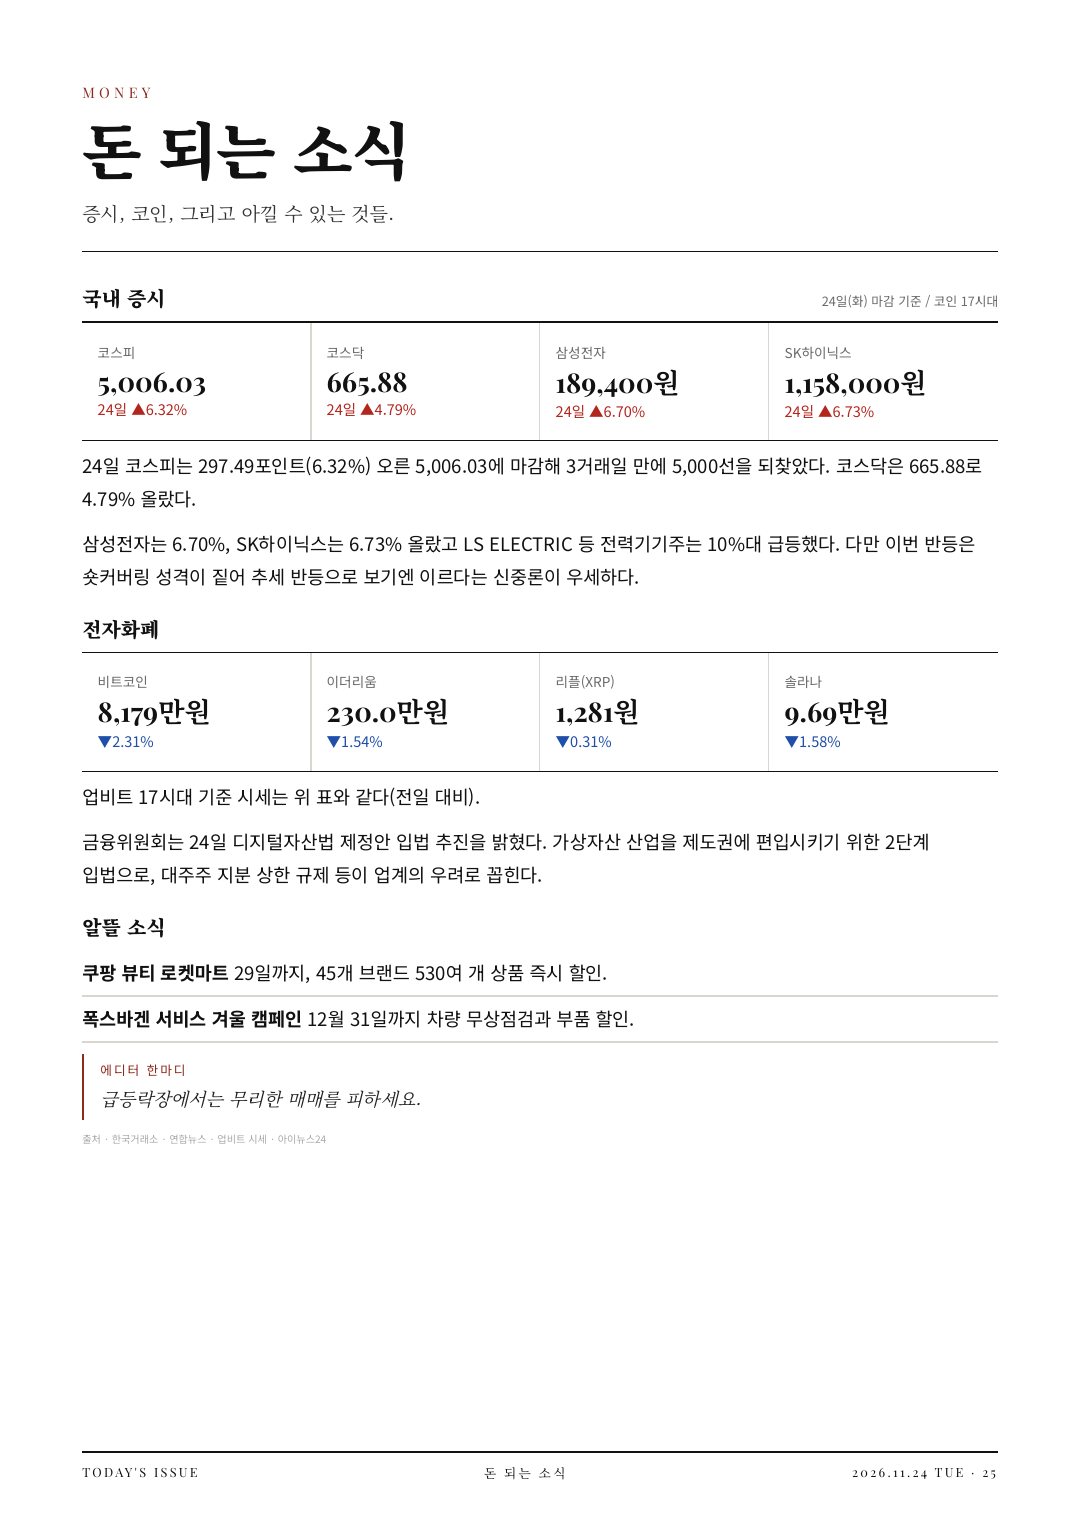 MONEY
돈 되는 소식
증시, 코인, 그리고 아낄 수 있는 것들.
국내 증시
24일(화) 마감 기준 / 코인 17시대
코스피
5,006.03
24일 ▲6.32%
코스닥
665.88
24일 ▲4.79%
삼성전자
189,400원
24일 ▲6.70%
SK하이닉스
1,158,000원
24일 ▲6.73%
24일 코스피는 297.49포인트(6.32%) 오른 5,006.03에 마감해 3거래일 만에 5,000선을 되찾았다. 코스닥은 665.88로
4.79% 올랐다.
삼성전자는 6.70%, SK하이닉스는 6.73% 올랐고 LS ELECTRIC 등 전력기기주는 10%대 급등했다. 다만 이번 반등은
숏커버링 성격이 짙어 추세 반등으로 보기엔 이르다는 신중론이 우세하다.
전자화폐
비트코인
8,179만원
▼2.31%
이더리움
230.0만원
▼1.54%
리플(XRP)
1,281원
▼0.31%
솔라나
9.69만원
▼1.58%
업비트 17시대 기준 시세는 위 표와 같다(전일 대비).
금융위원회는 24일 디지털자산법 제정안 입법 추진을 밝혔다. 가상자산 산업을 제도권에 편입시키기 위한 2단계
입법으로, 대주주 지분 상한 규제 등이 업계의 우려로 꼽힌다.
알뜰 소식
쿠팡 뷰티 로켓마트 29일까지, 45개 브랜드 530여 개 상품 즉시 할인.
폭스바겐 서비스 겨울 캠페인 12월 31일까지 차량 무상점검과 부품 할인.
에디터 한마디
급등락장에서는 무리한 매매를 피하세요.
출처 · 한국거래소 · 연합뉴스 · 업비트 시세 · 아이뉴스24
TODAY'S ISSUE
돈 되는 소식
2026.11.24 TUE · 25